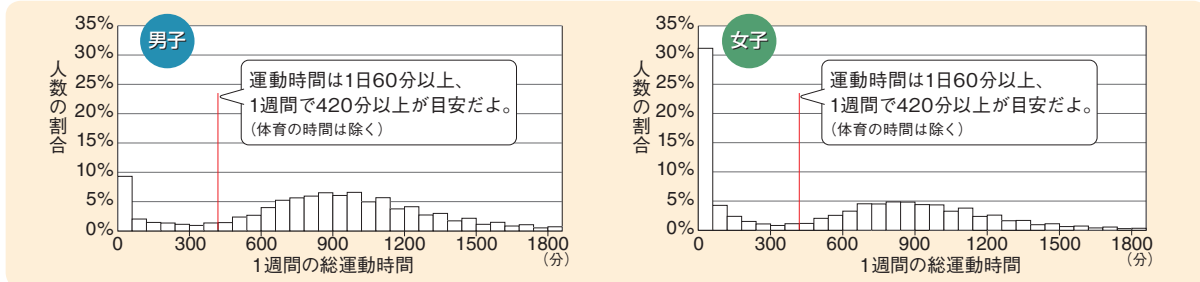 男子
35%
30%
25%
20%
15%
10%
5%
0%
人数の割合
運動時間は1日60分以上、
1週間で420分以上が目安だよ。
（体育の時間は除く）
0 300 600 900 1200 1500 1800
（分）
1週間の総運動時間
女子
35%
30%
25%
20%
15%
10%
5%
0%
人数の割合
運動時間は1日60分以上、
1週間で420分以上が目安だよ。
（体育の時間は除く）
0 300 600 900 1200 1500 1800
（分）
1週間の総運動時間